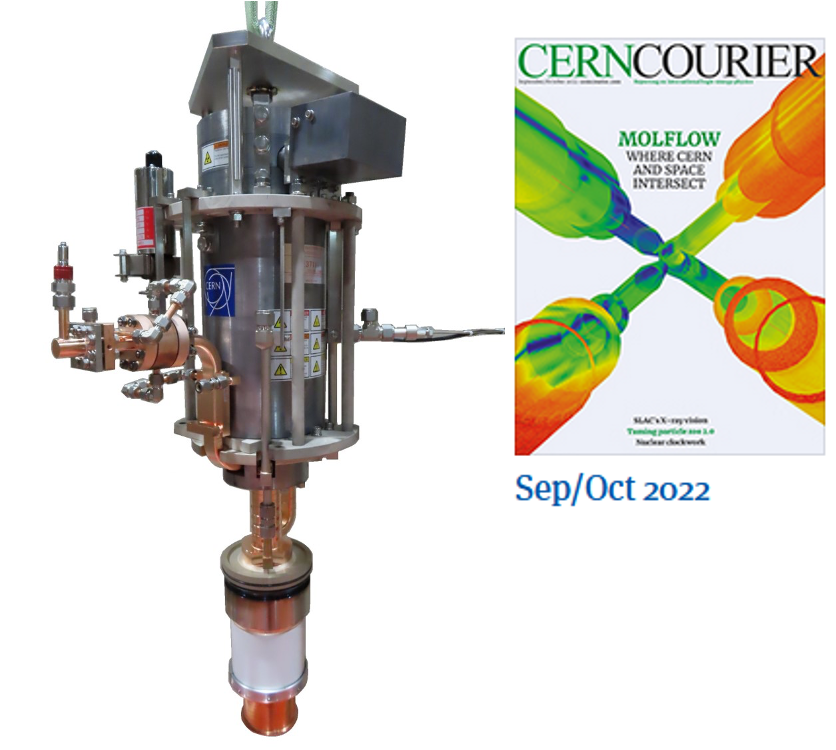 CERN
CERNCOURIER
MOLFLOW
WHERE CERN
AND SPACE
INTERSECT
SLAC's X-ray vision
Taming particle zoo 2.0
Nuclear clockwork
Sep/Oct 2022